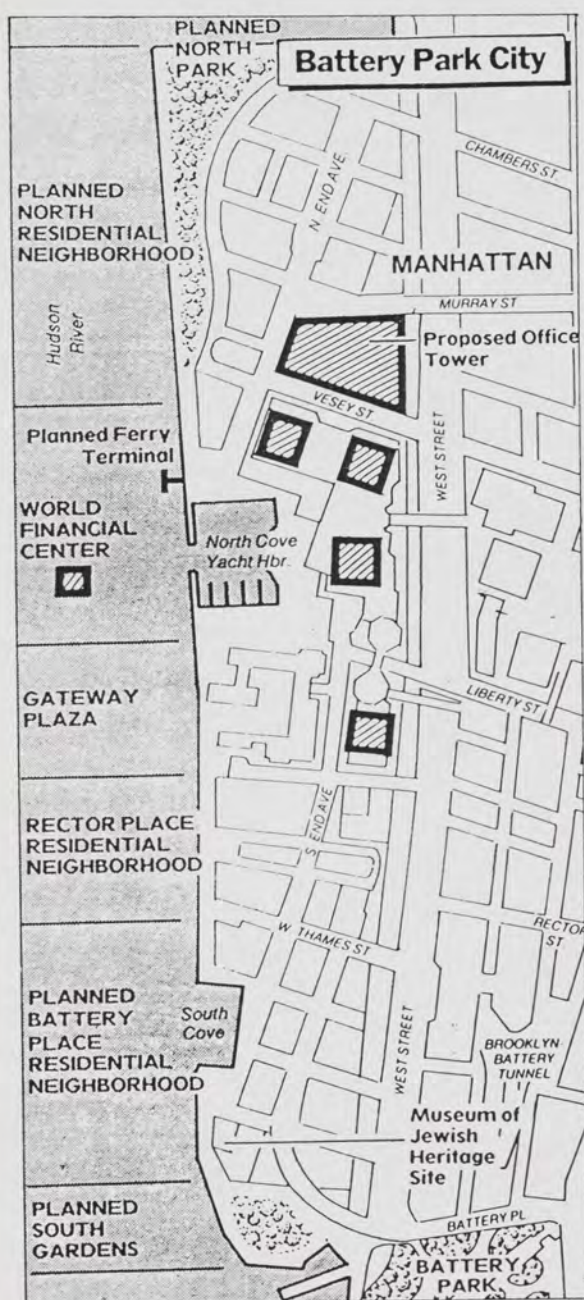 PLANNED
NORTH
PARK
Battery Park City
CHAMBERS ST.
N. END AVE.
PLANNED
NORTH
RESIDENTIAL
NEIGHBORHOOD
MANHATTAN
MURRAY ST
Hudson
River
Proposed Office
Tower
VESEY ST
Planned Ferry
Terminal
WEST STREET
WORLD
FINANCIAL
CENTER
North Cove
Yacht Hbr.
GATEWAY
PLAZA
LIBERTY ST
RECTOR PLACE
RESIDENTIAL
NEIGHBORHOOD
S. END AVE
RECTOR
ST
W. THAMES ST
PLANNED
BATTERY
PLACE
RESIDENTIAL
NEIGHBORHOOD
South
Cove
WEST STREET
BROOKLYN-
BATTERY
TUNNEL
Museum of
Jewish
Heritage
Site
PLANNED
SOUTH
GARDENS
BATTERY PL
BATTERY
PARK